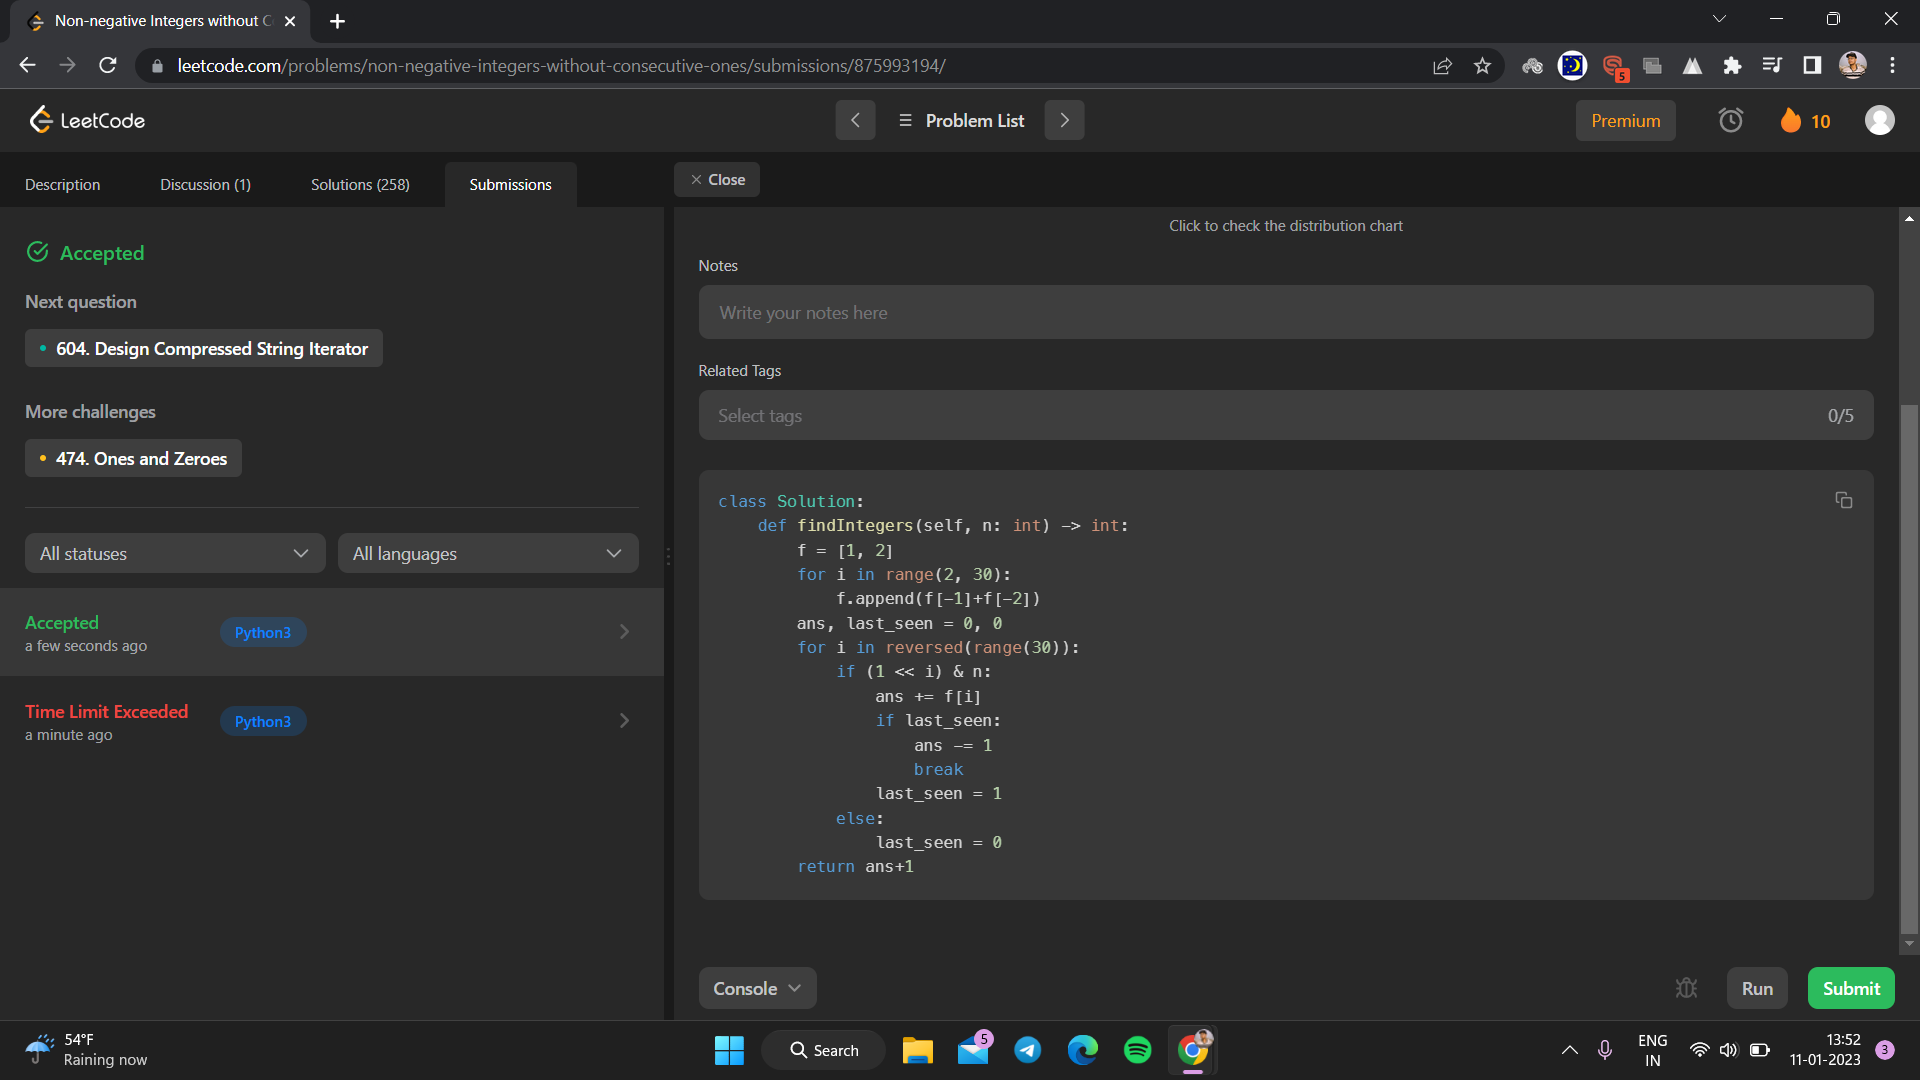 Non-negative Integers without C
leetcode.com/problems/non-negative-integers-without-consecutive-ones/submissions/875993194/
5
LeetCode
Problem List
Premium
10
Description
Discussion (1)
Solutions (258)
Submissions
Close
Accepted
Next question
604. Design Compressed String Iterator
More challenges
474. Ones and Zeroes
All statuses
All languages
Accepted
a few seconds ago
Python3
Time Limit Exceeded
a minute ago
Python3
Click to check the distribution chart
Notes
Write your notes here
Related Tags
Select tags
0/5
class Solution:
    def findIntegers(self, n: int) -> int:
        f = [1, 2]
        for i in range(2, 30):
            f.append(f[-1]+f[-2])
        ans, last_seen = 0, 0
        for i in reversed(range(30)):
            if (1 << i) & n:
                ans += f[i]
                if last_seen:
                    ans -= 1
                    break
                last_seen = 1
            else:
                last_seen = 0
        return ans+1
Console
Run
Submit
54°F
Raining now
Search
5
ENG
IN
13:52
11-01-2023
3